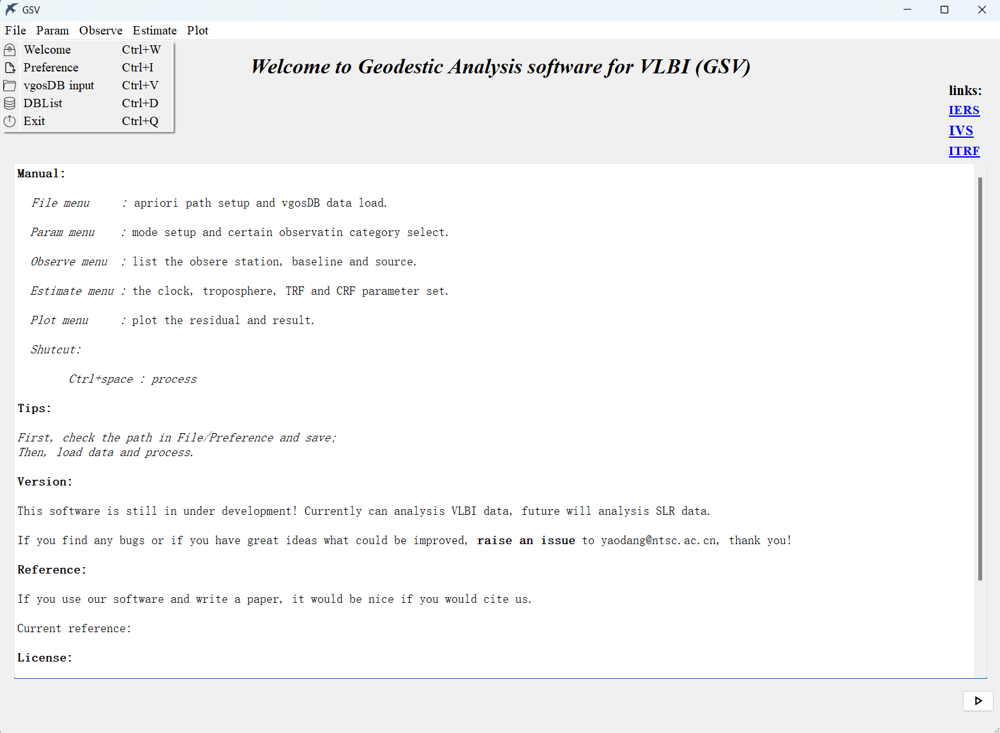 GSV
File Param Observe Estimate Plot
Welcome Ctrl+W
Preference Ctrl+I
vgosDB input Ctrl+V
DBList Ctrl+D
Exit Ctrl+Q
Welcome to Geodestic Analysis software for VLBI (GSV)
links:
IERS
IVS
ITRF
Manual:
File menu : apriori path setup and vgosDB data load.
Param menu : mode setup and certain observatin category select.
Observe menu : list the obsere station, baseline and source.
Estimate menu : the clock, troposphere, TRF and CRF parameter set.
Plot menu : plot the residual and result.
Shutcut:
Ctrl+space : process
Tips:
First, check the path in File/Preference and save;
Then, load data and process.
Version:
This software is still in under development! Currently can analysis VLBI data, future will analysis SLR data.
If you find any bugs or if you have great ideas what could be improved, raise an issue to yaodang@ntsc.ac.cn, thank you!
Reference:
If you use our software and write a paper, it would be nice if you would cite us.
Current reference:
License: